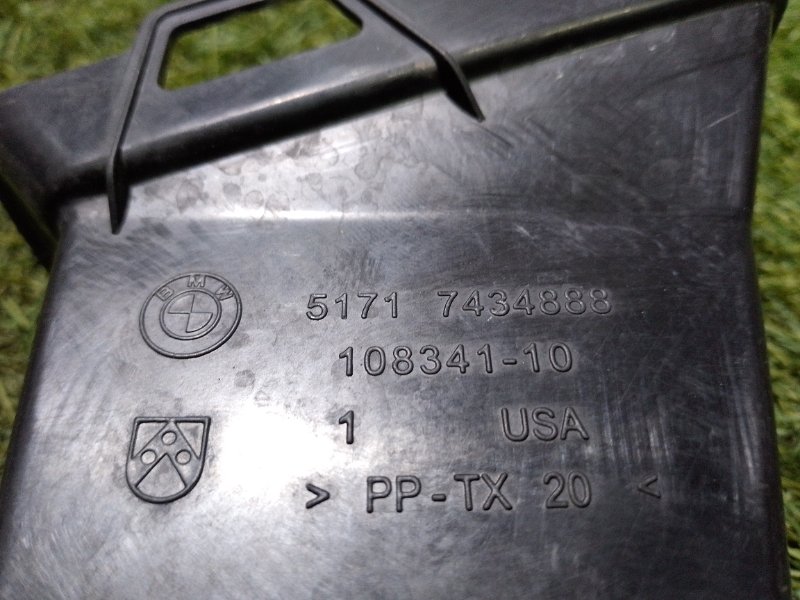 BMW
5171 7434888
108341-10
1 USA
> PP-TX 20 <